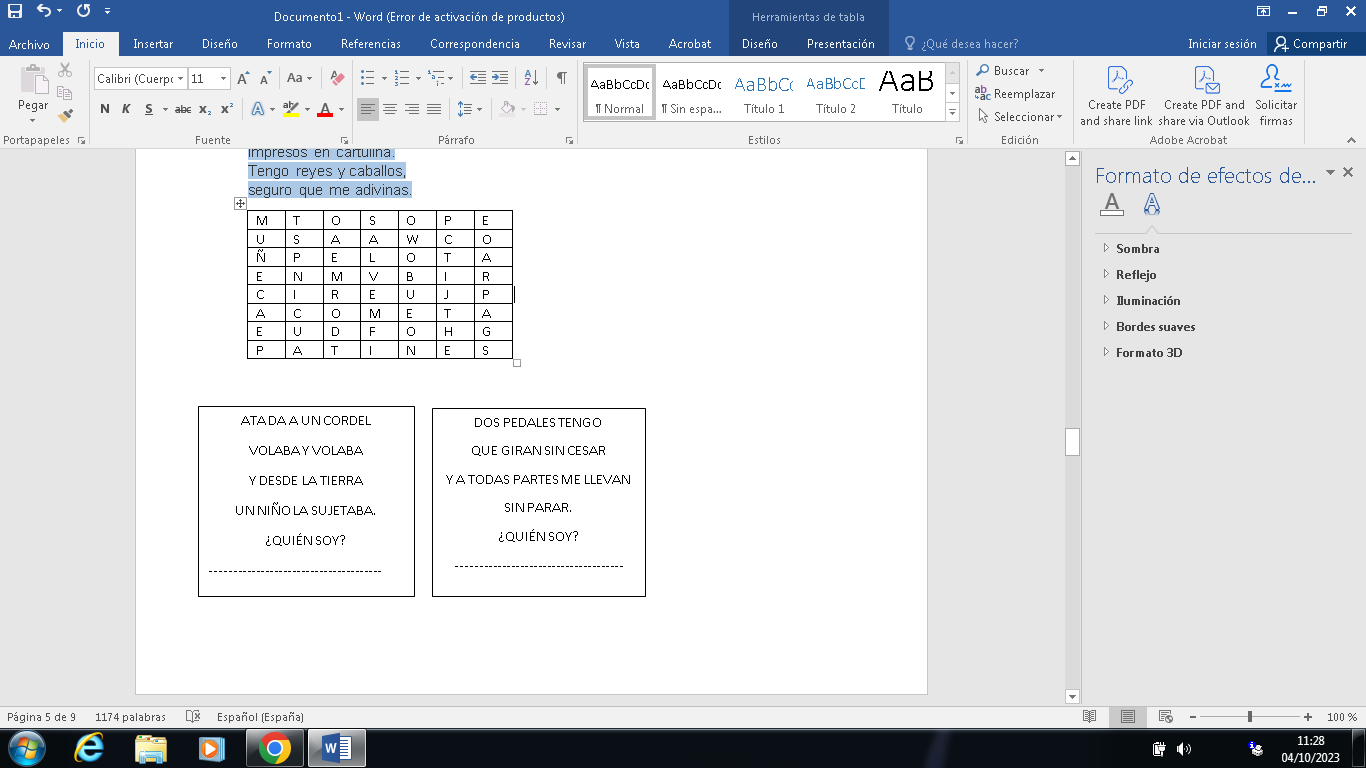 Documento1 - Word (Error de activación de productos)
Herramientas de tabla
Archivo Inicio Insertar Diseño Formato Referencias Correspondencia Revisar Vista Acrobat Diseño Presentación ¿Qué desea hacer? Iniciar sesión Compartir
Pegar
Calibri (Cuerpo 11
N K S abc x₂ x²
AaBbCcDc AaBbCcDc AaBbCc AaBbCcD AaB
¶ Normal ¶ Sin espa... Título 1 Título 2 Título
Buscar
Reemplazar
Seleccionar
Create PDF and share link
Create PDF and share via Outlook
Solicitar firmas
Portapapeles Fuente Párrafo Estilos Edición Adobe Acrobat
impresos en cartulina.
Tengo reyes y caballos,
seguro que me adivinas.
M T O S O P E
U S A A W C O
Ñ P E L O T A
E N M V B I R
C I R E U J P
A C O M E T A
E U D F O H G
P A T I N E S
ATADA A UN CORDEL
VOLABA Y VOLABA
Y DESDE LA TIERRA
UN NIÑO LA SUJETABA.
¿QUIÉN SOY?
------------------------------------
DOS PEDALES TENGO
QUE GIRAN SIN CESAR
Y A TODAS PARTES ME LLEVAN
SIN PARAR.
¿QUIÉN SOY?
-----------------------------------
Formato de efectos de...
Sombra
Reflejo
Iluminación
Bordes suaves
Formato 3D
Página 5 de 9 1174 palabras Español (España) 100 %
11:28
04/10/2023